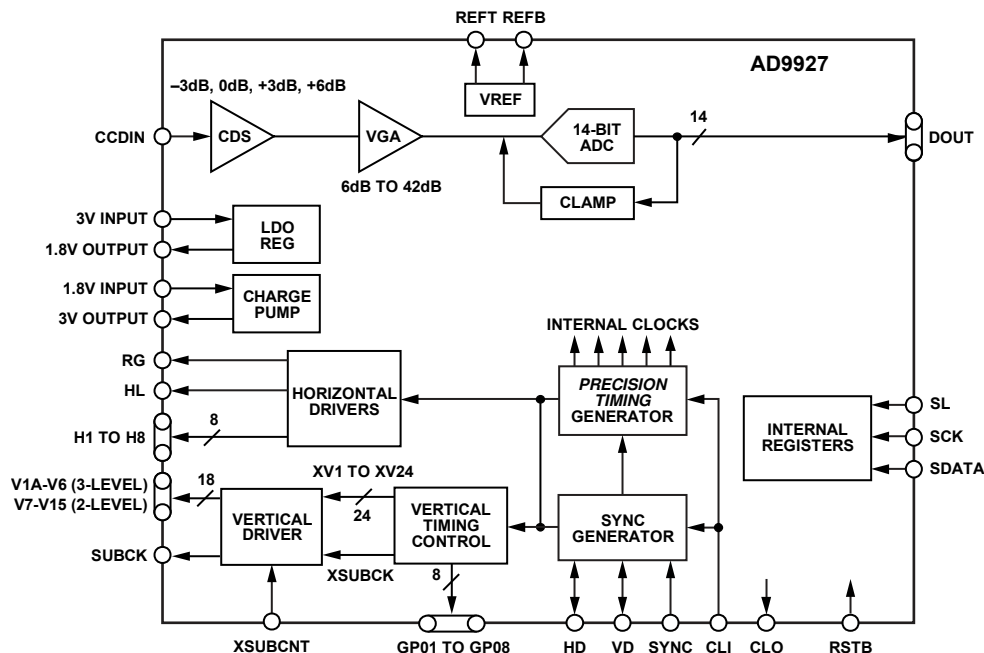 REFT REFB
AD9927
–3dB, 0dB, +3dB, +6dB
VREF
CCDIN
CDS
VGA
14-BIT
ADC
14
DOUT
6dB TO 42dB
CLAMP
3V INPUT
1.8V OUTPUT
LDO
REG
1.8V INPUT
3V OUTPUT
CHARGE
PUMP
INTERNAL CLOCKS
RG
HL
H1 TO H8
8
HORIZONTAL
DRIVERS
PRECISION
TIMING
GENERATOR
INTERNAL
REGISTERS
SL
SCK
SDATA
XV1 TO XV24
V1A-V6 (3-LEVEL)
V7-V15 (2-LEVEL)
18
24
VERTICAL
DRIVER
VERTICAL
TIMING
CONTROL
SYNC
GENERATOR
SUBCK
XSUBCK
8
XSUBCNT
GP01 TO GP08
HD
VD
SYNC
CLI
CLO
RSTB